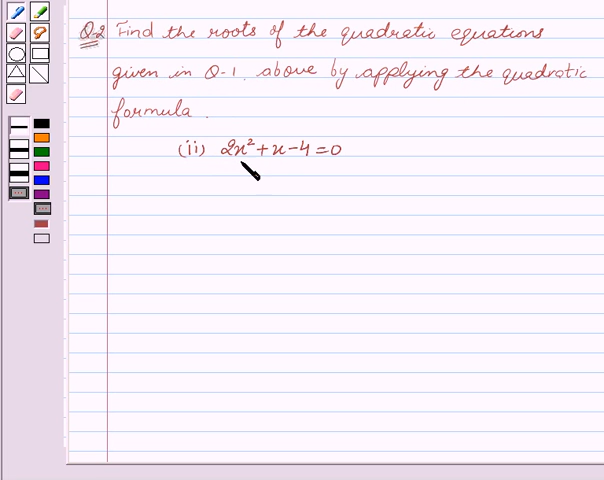 Q-2 Find the roots of the quadratic equations
given in Q-1. above by applying the quadratic
formula.
(ii) 2x²+x-4=0